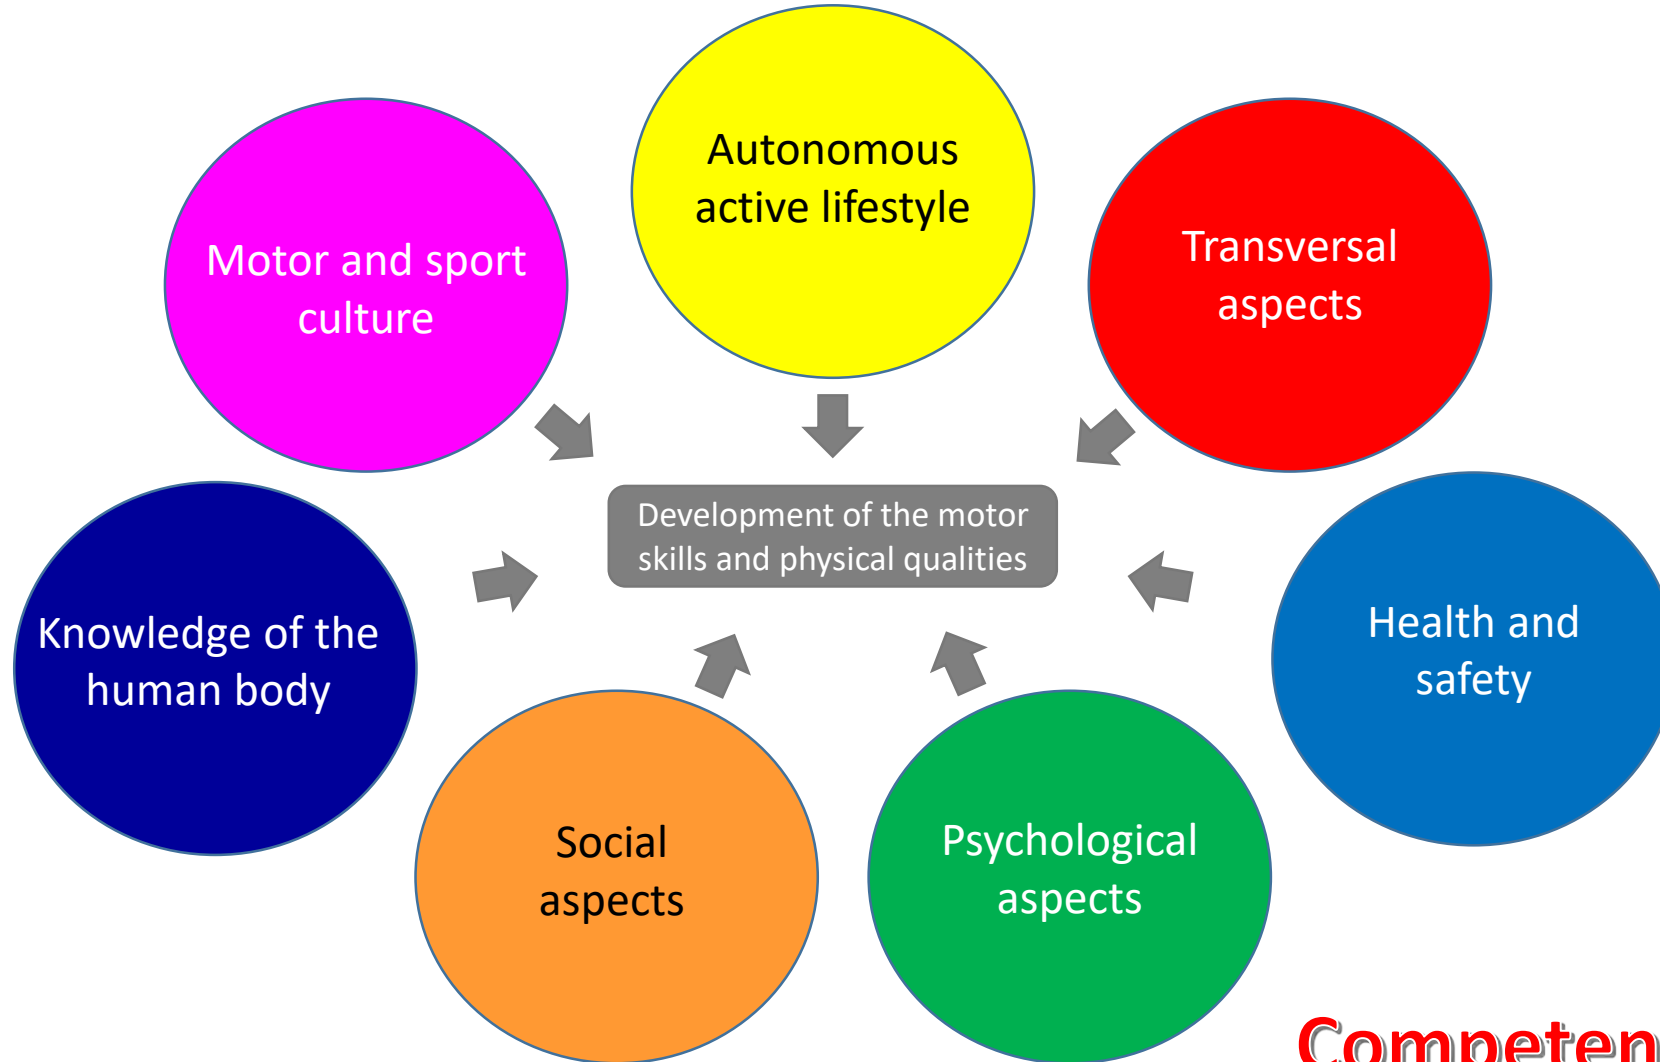 Autonomous
active lifestyle
Motor and sport
culture
Transversal
aspects
Development of the motor
skills and physical qualities
Knowledge of the
human body
Health and
safety
Social
aspects
Psychological
aspects
Competen